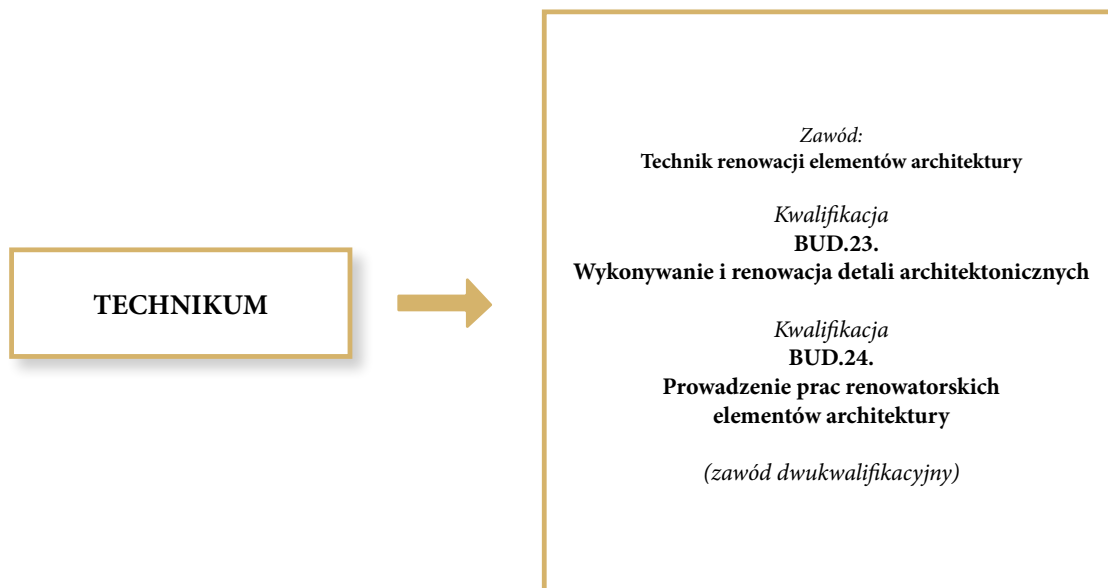 TECHNIKUM
Zawód:
Technik renowacji elementów architektury
Kwalifikacja
BUD.23.
Wykonywanie i renowacja detali architektonicznych
Kwalifikacja
BUD.24.
Prowadzenie prac renowatorskich
elementów architektury
(zawód dwukwalifikacyjny)